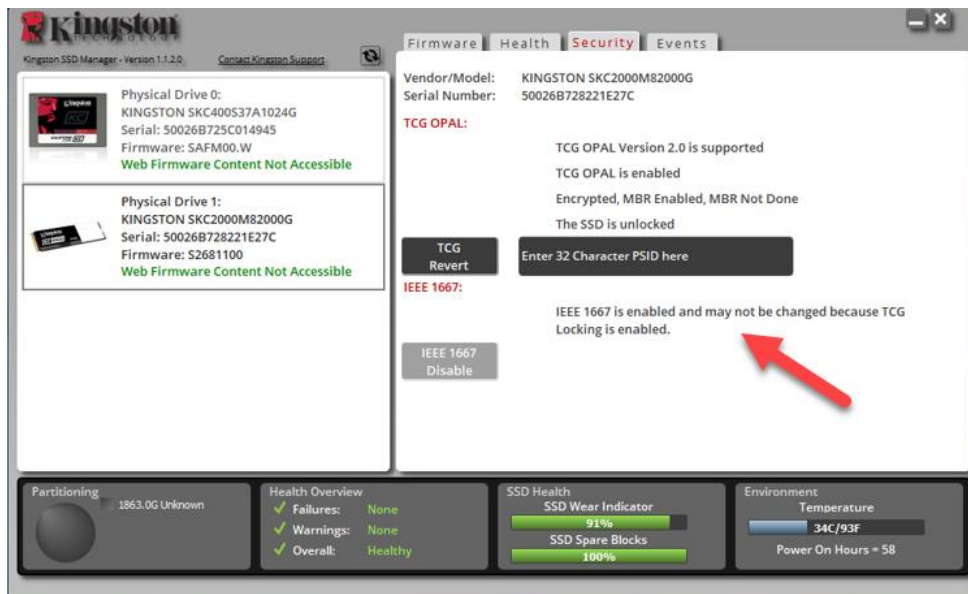 Kingston
TECHNOLOGY
Kingston SSD Manager - Version 1.1.2.0
Contact Kingston Support
Firmware
Health
Security
Events
Physical Drive 0:
KINGSTON SKC400S37A1024G
Serial: 50026B725C014945
Firmware: SAFM00.W
Web Firmware Content Not Accessible
Physical Drive 1:
KINGSTON SKC2000M82000G
Serial: 50026B728221E27C
Firmware: S2681100
Web Firmware Content Not Accessible
Vendor/Model: KINGSTON SKC2000M82000G
Serial Number: 50026B728221E27C
TCG OPAL:
TCG OPAL Version 2.0 is supported
TCG OPAL is enabled
Encrypted, MBR Enabled, MBR Not Done
The SSD is unlocked
TCG
Revert
Enter 32 Character PSID here
IEEE 1667:
IEEE 1667 is enabled and may not be changed because TCG
Locking is enabled.
IEEE 1667
Disable
Partitioning
1863.0G Unknown
Health Overview
Failures: None
Warnings: None
Overall: Healthy
SSD Health
SSD Wear Indicator
91%
SSD Spare Blocks
100%
Environment
Temperature
34C/93F
Power On Hours = 58